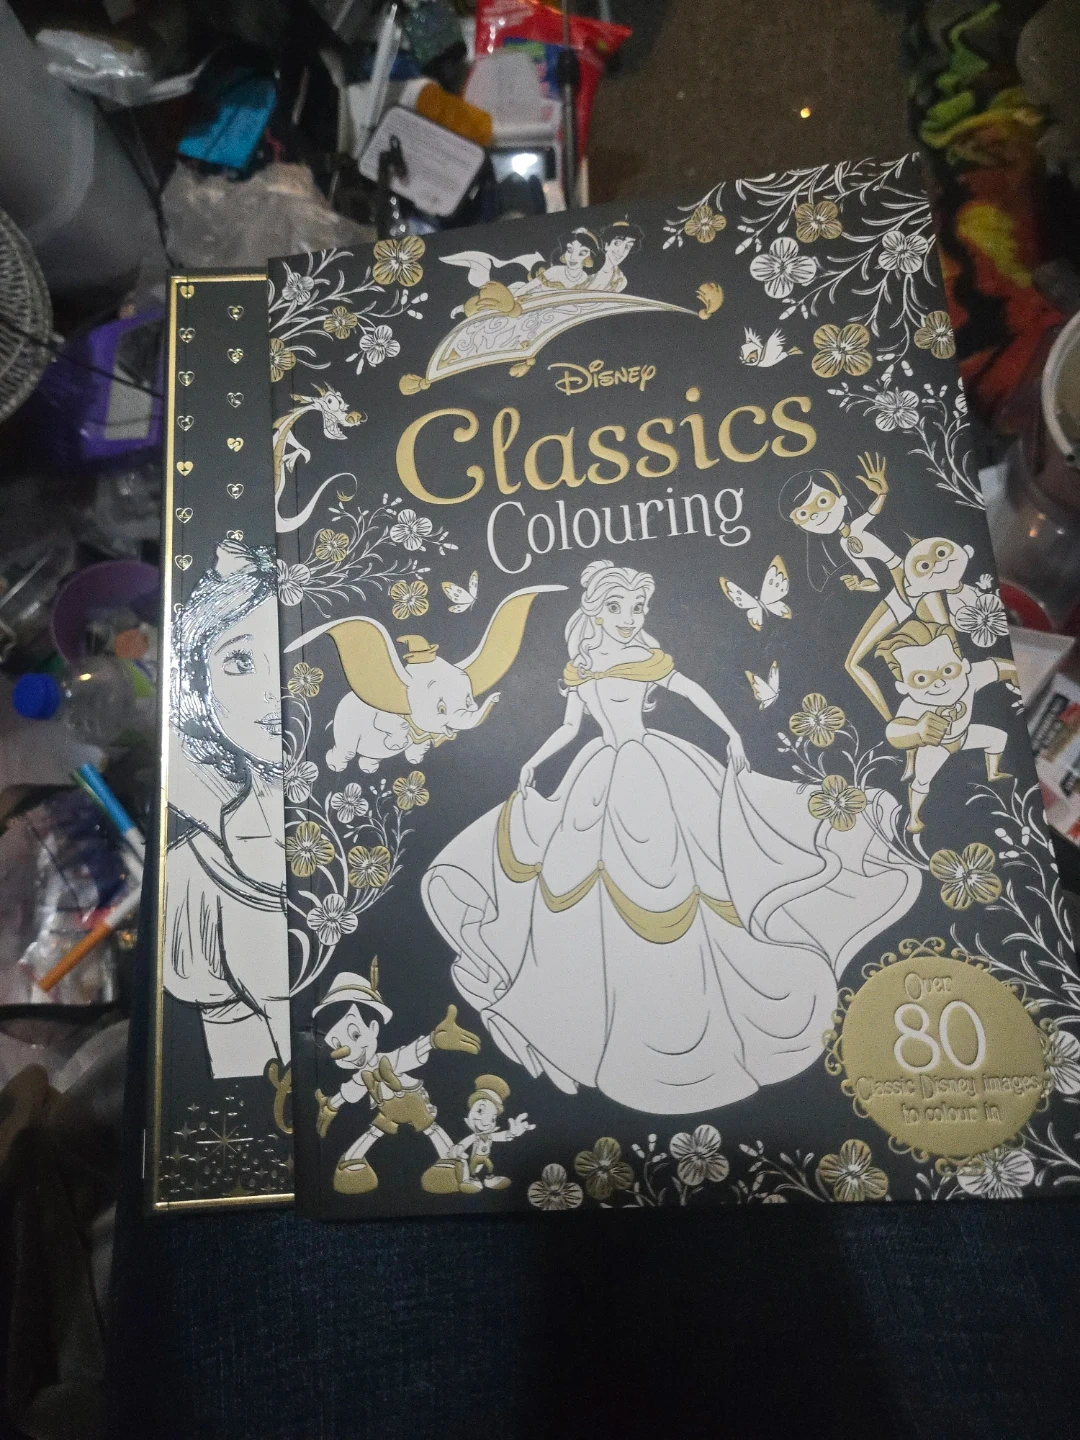 Disney
Classics
Colouring
Over
80
Classic Disney images
to colour in